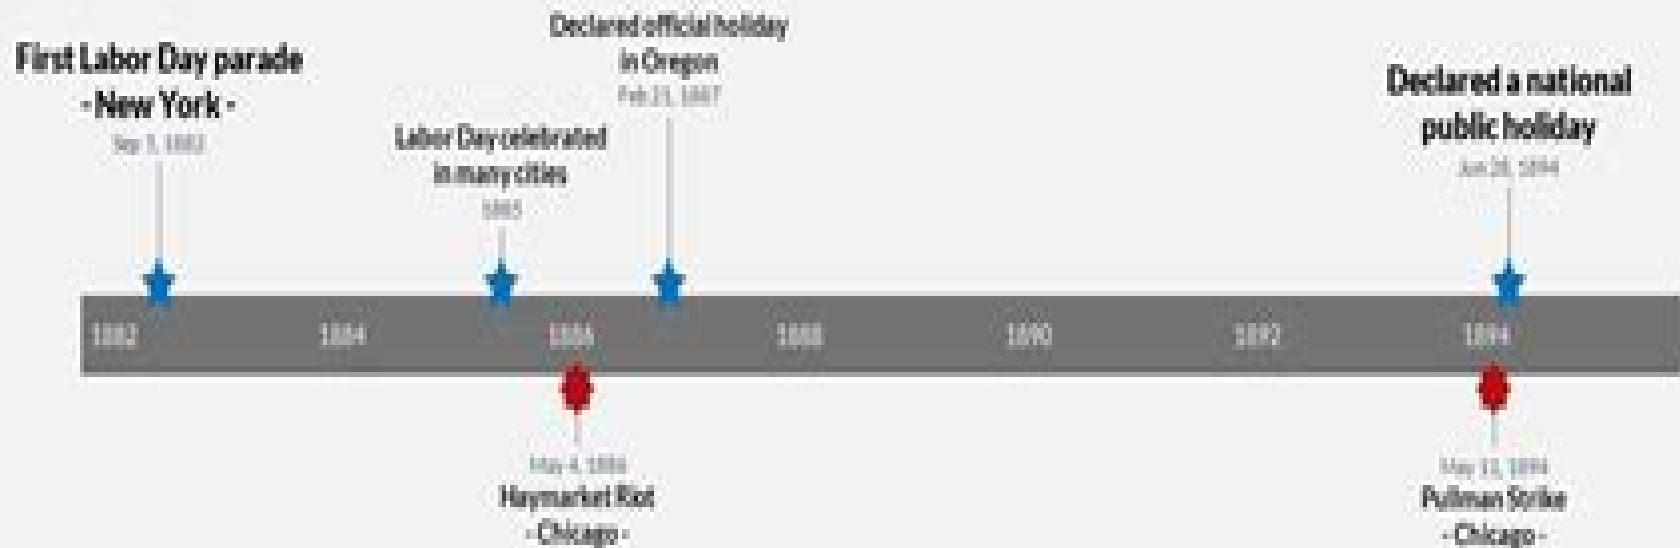 Declared official holiday
in Oregon
Feb 21, 1887
First Labor Day parade
- New York -
Sep 5, 1882
Labor Day celebrated
in many cities
1885
Declared a national
public holiday
Jun 28, 1894
1882 1884 1886 1888 1890 1892 1894
May 4, 1886
Haymarket Riot
- Chicago -
May 11, 1894
Pullman Strike
- Chicago -